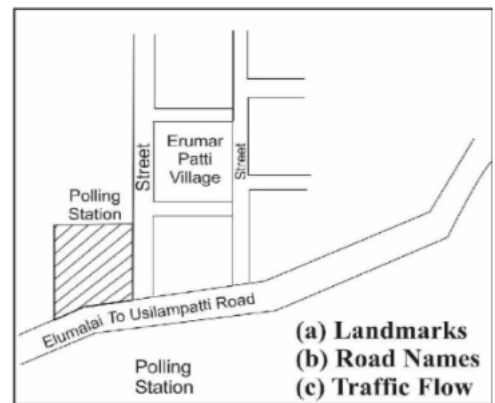 Erumar
Patti
Village
Street
Street
Polling
Station
Elumalai To Usilampatti Road
Polling
Station
(a) Landmarks
(b) Road Names
(c) Traffic Flow